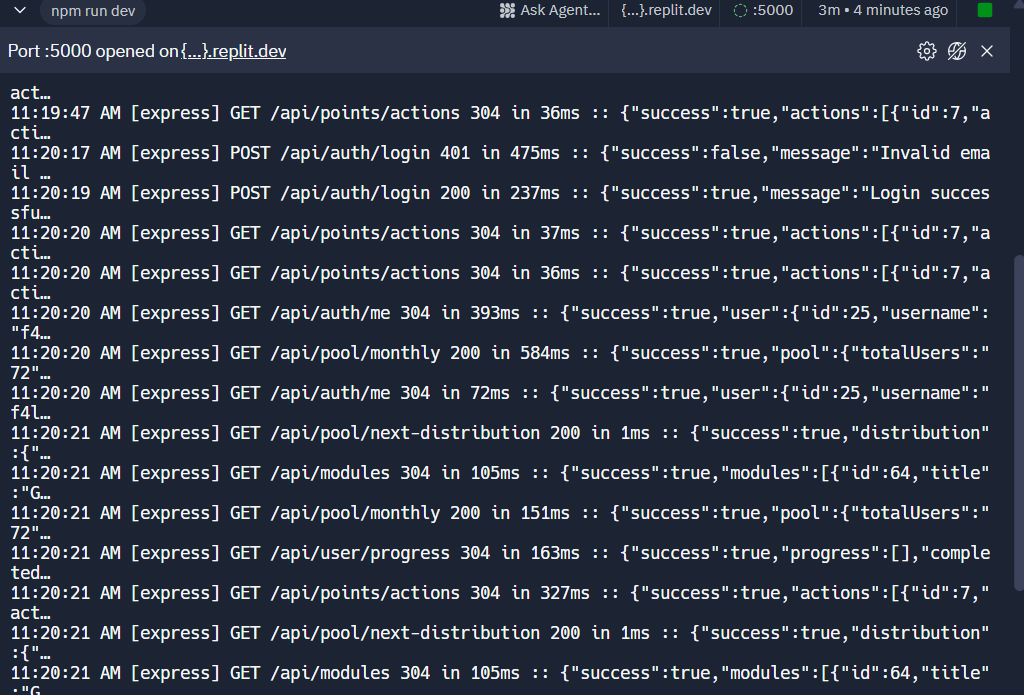 npm run dev
Ask Agent...
{...}.replit.dev
:5000
3m • 4 minutes ago
Port :5000 opened on {...}.replit.dev
act…
11:19:47 AM [express] GET /api/points/actions 304 in 36ms :: {"success":true,"actions":[{"id":7,"a
cti…
11:20:17 AM [express] POST /api/auth/login 401 in 475ms :: {"success":false,"message":"Invalid ema
il …
11:20:19 AM [express] POST /api/auth/login 200 in 237ms :: {"success":true,"message":"Login succes
sfu…
11:20:20 AM [express] GET /api/points/actions 304 in 37ms :: {"success":true,"actions":[{"id":7,"a
cti…
11:20:20 AM [express] GET /api/points/actions 304 in 36ms :: {"success":true,"actions":[{"id":7,"a
cti…
11:20:20 AM [express] GET /api/auth/me 304 in 393ms :: {"success":true,"user":{"id":25,"username":
"f4…
11:20:20 AM [express] GET /api/pool/monthly 200 in 584ms :: {"success":true,"pool":{"totalUsers":"
72"…
11:20:20 AM [express] GET /api/auth/me 304 in 72ms :: {"success":true,"user":{"id":25,"username":"
f4l…
11:20:21 AM [express] GET /api/pool/next-distribution 200 in 1ms :: {"success":true,"distribution"
:{"…
11:20:21 AM [express] GET /api/modules 304 in 105ms :: {"success":true,"modules":[{"id":64,"title"
:"G…
11:20:21 AM [express] GET /api/pool/monthly 200 in 151ms :: {"success":true,"pool":{"totalUsers":"
72"…
11:20:21 AM [express] GET /api/user/progress 304 in 163ms :: {"success":true,"progress":[],"comple
ted…
11:20:21 AM [express] GET /api/points/actions 304 in 327ms :: {"success":true,"actions":[{"id":7,"
act…
11:20:21 AM [express] GET /api/pool/next-distribution 200 in 1ms :: {"success":true,"distribution"
:{"…
11:20:21 AM [express] GET /api/modules 304 in 105ms :: {"success":true,"modules":[{"id":64,"title"
:"G